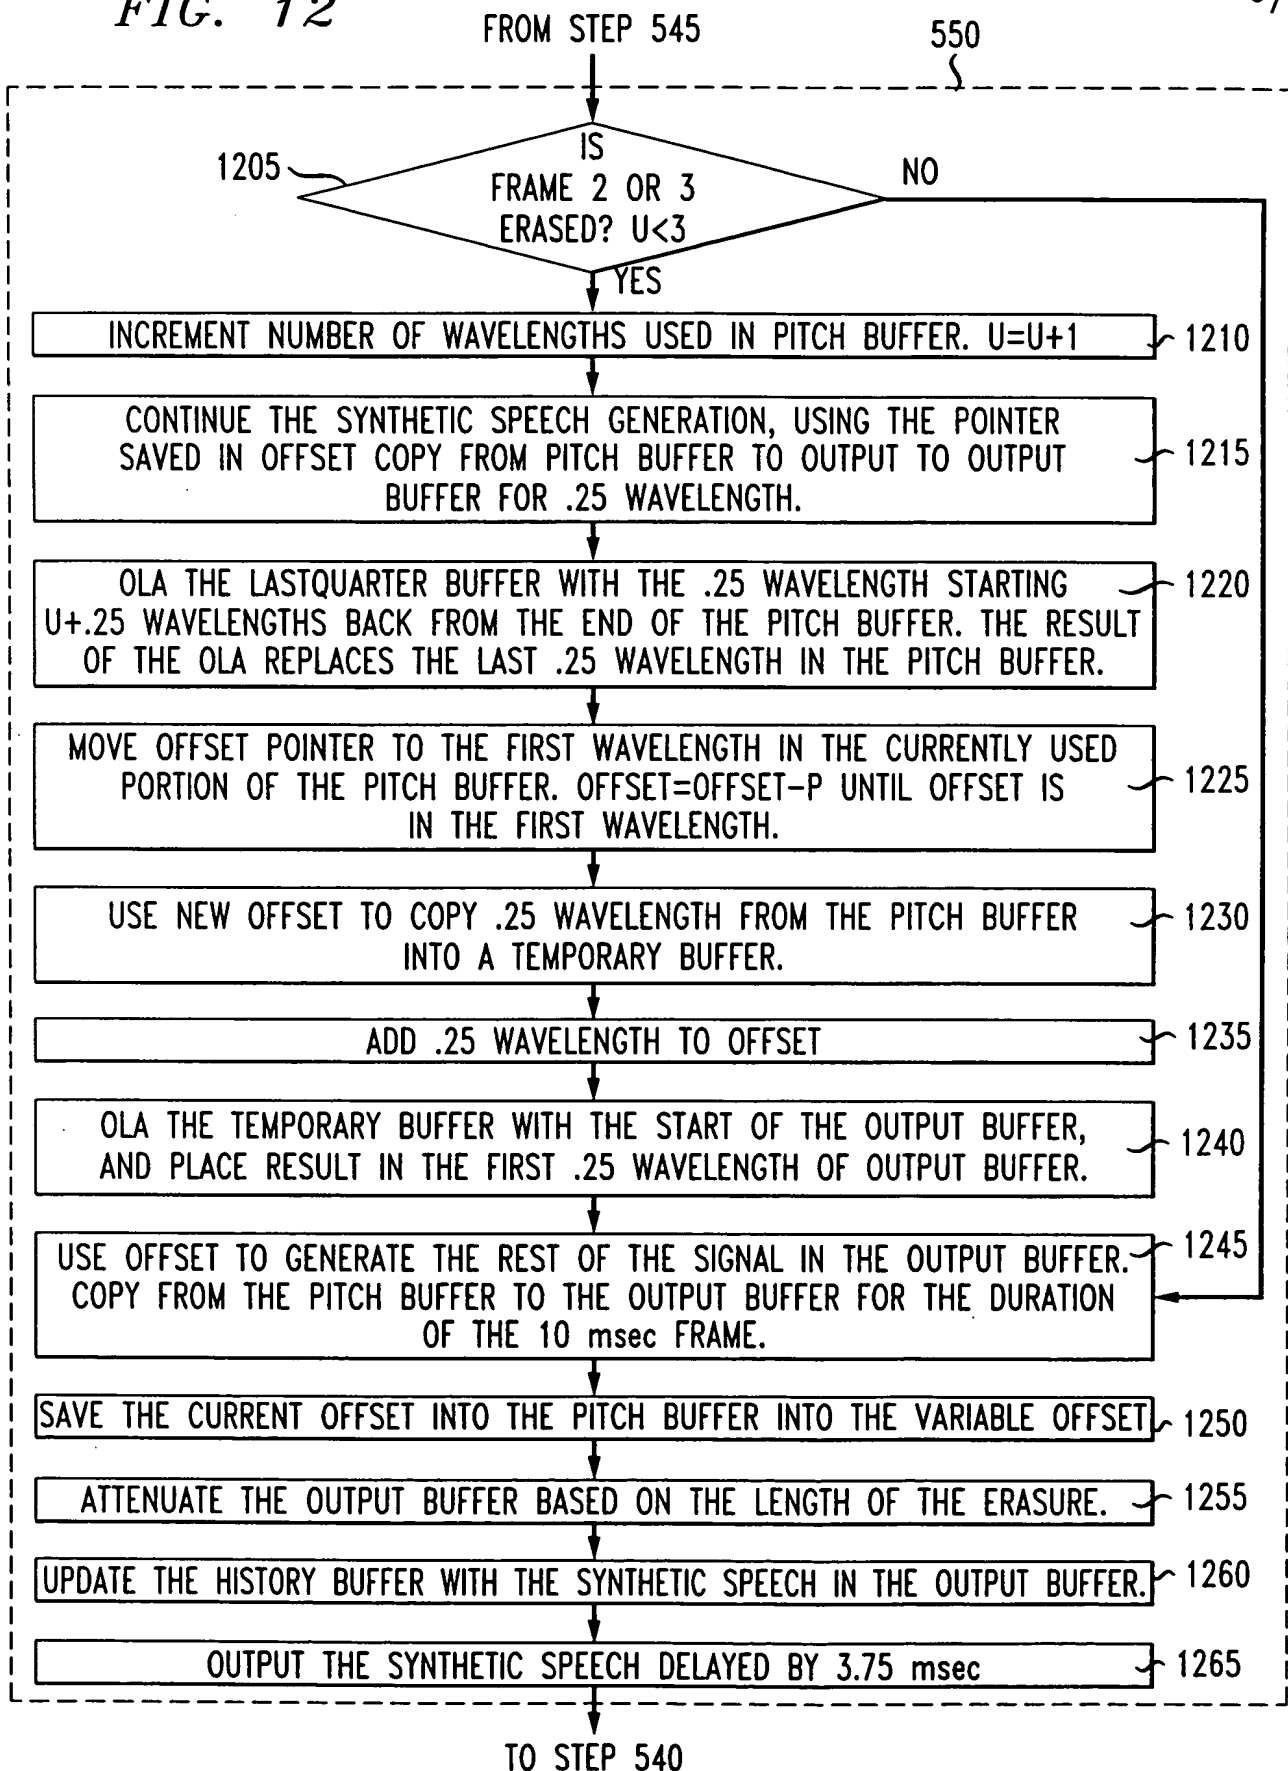 FIG. 12
FROM STEP 545
550
1205
IS
FRAME 2 OR 3
ERASED? U<3
NO
YES
INCREMENT NUMBER OF WAVELENGTHS USED IN PITCH BUFFER. U=U+1
1210
CONTINUE THE SYNTHETIC SPEECH GENERATION, USING THE POINTER
SAVED IN OFFSET COPY FROM PITCH BUFFER TO OUTPUT TO OUTPUT
BUFFER FOR .25 WAVELENGTH.
1215
OLA THE LASTQUARTER BUFFER WITH THE .25 WAVELENGTH STARTING
U+.25 WAVELENGTHS BACK FROM THE END OF THE PITCH BUFFER. THE RESULT
OF THE OLA REPLACES THE LAST .25 WAVELENGTH IN THE PITCH BUFFER.
1220
MOVE OFFSET POINTER TO THE FIRST WAVELENGTH IN THE CURRENTLY USED
PORTION OF THE PITCH BUFFER. OFFSET=OFFSET-P UNTIL OFFSET IS
IN THE FIRST WAVELENGTH.
1225
USE NEW OFFSET TO COPY .25 WAVELENGTH FROM THE PITCH BUFFER
INTO A TEMPORARY BUFFER.
1230
ADD .25 WAVELENGTH TO OFFSET
1235
OLA THE TEMPORARY BUFFER WITH THE START OF THE OUTPUT BUFFER,
AND PLACE RESULT IN THE FIRST .25 WAVELENGTH OF OUTPUT BUFFER.
1240
USE OFFSET TO GENERATE THE REST OF THE SIGNAL IN THE OUTPUT BUFFER.
COPY FROM THE PITCH BUFFER TO THE OUTPUT BUFFER FOR THE DURATION
OF THE 10 msec FRAME.
1245
SAVE THE CURRENT OFFSET INTO THE PITCH BUFFER INTO THE VARIABLE OFFSET
1250
ATTENUATE THE OUTPUT BUFFER BASED ON THE LENGTH OF THE ERASURE.
1255
UPDATE THE HISTORY BUFFER WITH THE SYNTHETIC SPEECH IN THE OUTPUT BUFFER.
1260
OUTPUT THE SYNTHETIC SPEECH DELAYED BY 3.75 msec
1265
TO STEP 540